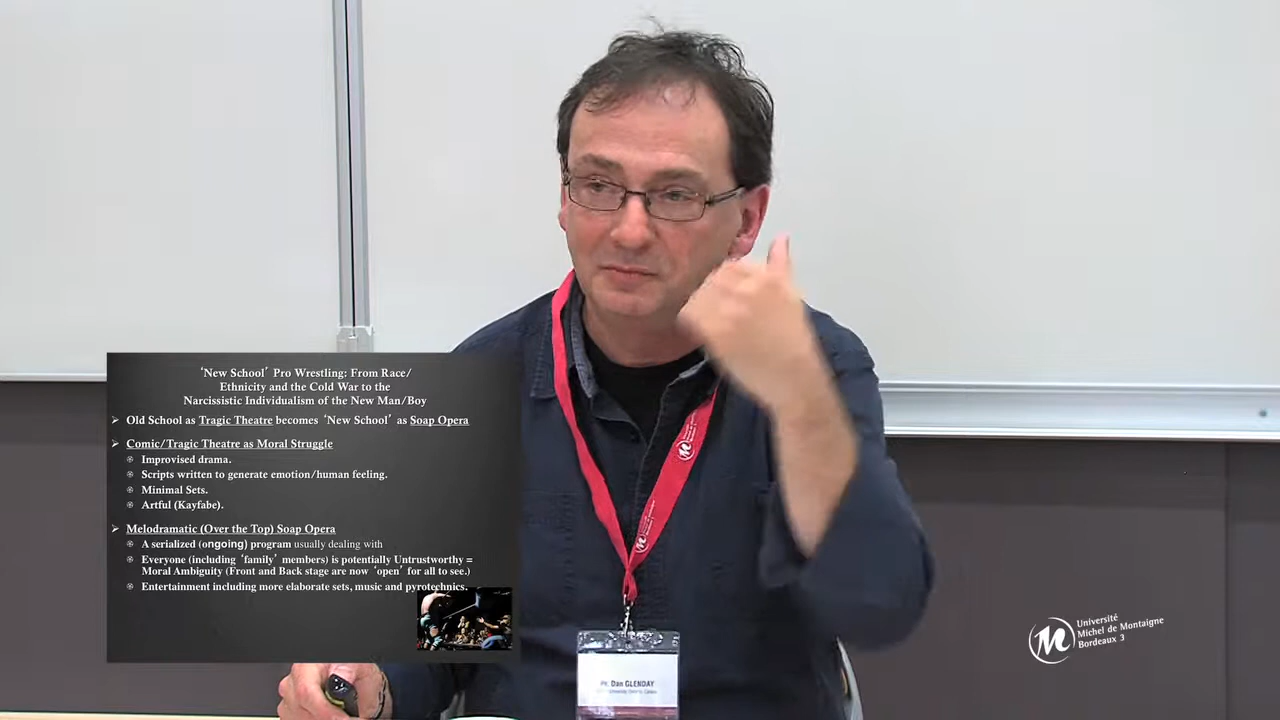 ‘New School’ Pro Wrestling: From Race/
Ethnicity and the Cold War to the
Narcissistic Individualism of the New Man/Boy
Old School as Tragic Theatre becomes ‘New School’ as Soap Opera
Comic/Tragic Theatre as Moral Struggle
Improvised drama.
Scripts written to generate emotion/human feeling.
Minimal Sets.
Artful (Kayfabe).
Melodramatic (Over the Top) Soap Opera
A serialized (ongoing) program usually dealing with
Everyone (including ‘family’ members) is potentially Untrustworthy =
Moral Ambiguity (Front and Back stage are now ‘open’ for all to see.)
Entertainment including more elaborate sets, music and pyrotechnics.
Dan GLENDAY
Université
Michel de Montaigne
Bordeaux 3